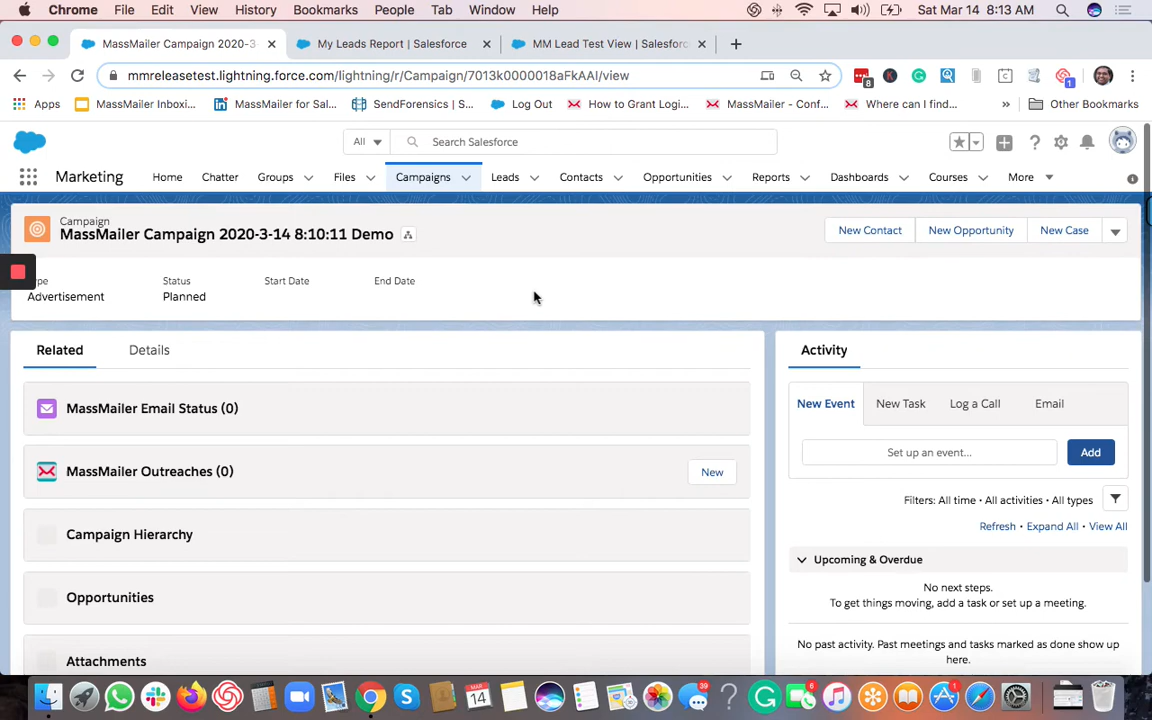 Chrome File Edit View History Bookmarks People Tab Window Help Sat Mar 14 8:13 AM
MassMailer Campaign 2020-3- My Leads Report | Salesforce MM Lead Test View | Salesforc
mmreleasetest.lightning.force.com/lightning/r/Campaign/7013k0000018aFkAAI/view 8 1
Apps MassMailer Inboxi... MassMailer for Sal... SendForensics | S... Log Out How to Grant Logi... MassMailer - Conf... Where can I find... » Other Bookmarks
All Search Salesforce
Marketing Home Chatter Groups Files Campaigns Leads Contacts Opportunities Reports Dashboards Courses More
Campaign
MassMailer Campaign 2020-3-14 8:10:11 Demo
New Contact New Opportunity New Case
Status Start Date End Date
Advertisement Planned
Related Details
MassMailer Email Status (0)
MassMailer Outreaches (0) New
Campaign Hierarchy
Opportunities
Attachments
Activity
New Event New Task Log a Call Email
Set up an event... Add
Filters: All time • All activities • All types
Refresh • Expand All • View All
Upcoming & Overdue
No next steps.
To get things moving, add a task or set up a meeting.
No past activity. Past meetings and tasks marked as done show up
here.
MAR
14 39 6 1